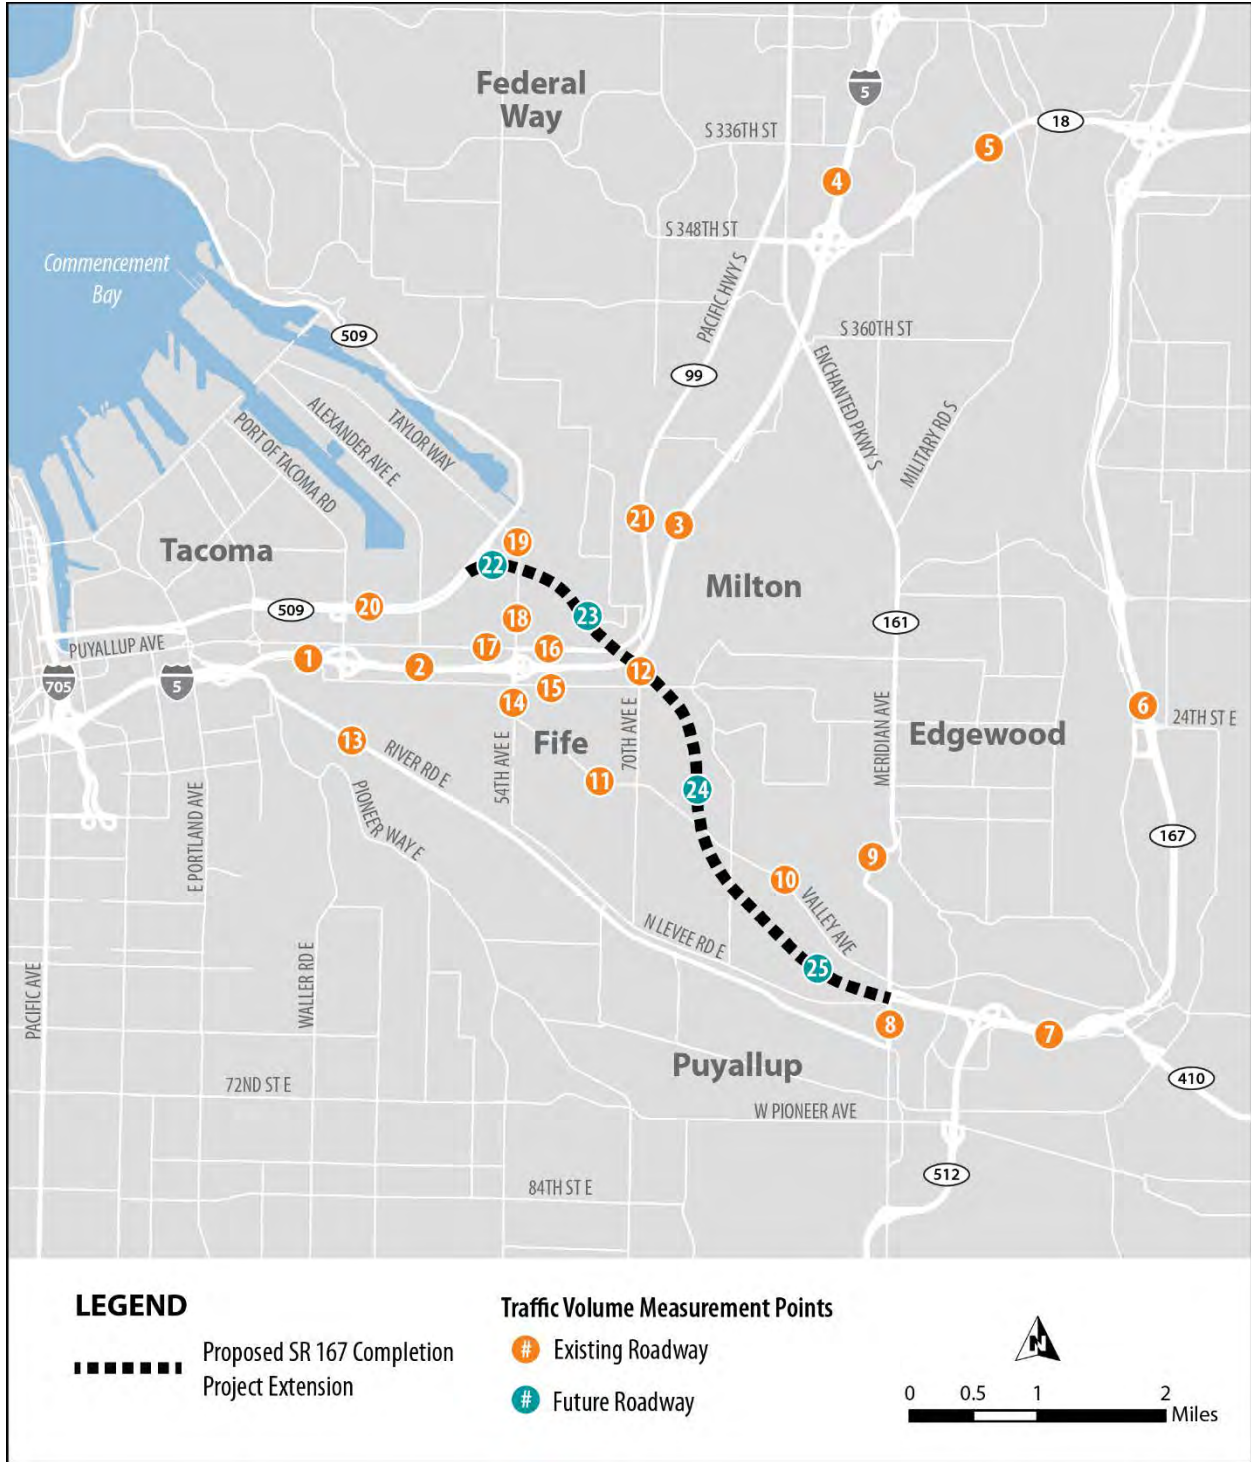 Federal
Way
5
S 336TH ST
18
5
4
S 348TH ST
Commencement
Bay
PACIFIC HWY S
509
S 360TH ST
99
ENCHANTED PKWY S
MILITARY RD S
TAYLOR WAY
ALEXANDER AVE E
PORT OF TACOMA RD
21
3
19
Tacoma
22
Milton
20
509
18
23
161
PUYALLUP AVE
17
16
1
2
12
705
5
15
14
6
24TH ST E
Fife
70TH AVE E
Edgewood
MERIDIAN AVE
13
RIVER RD E
54TH AVE E
11
24
E PORTLAND AVE
PIONEER WAY E
167
9
10
VALLEY AVE
N LEVEE RD E
WALLER RD E
25
PACIFIC AVE
8
7
Puyallup
410
72ND ST E
W PIONEER AVE
512
84TH ST E
LEGEND
Proposed SR 167 Completion
Project Extension
Traffic Volume Measurement Points
# Existing Roadway
# Future Roadway
N
0 0.5 1 2
Miles